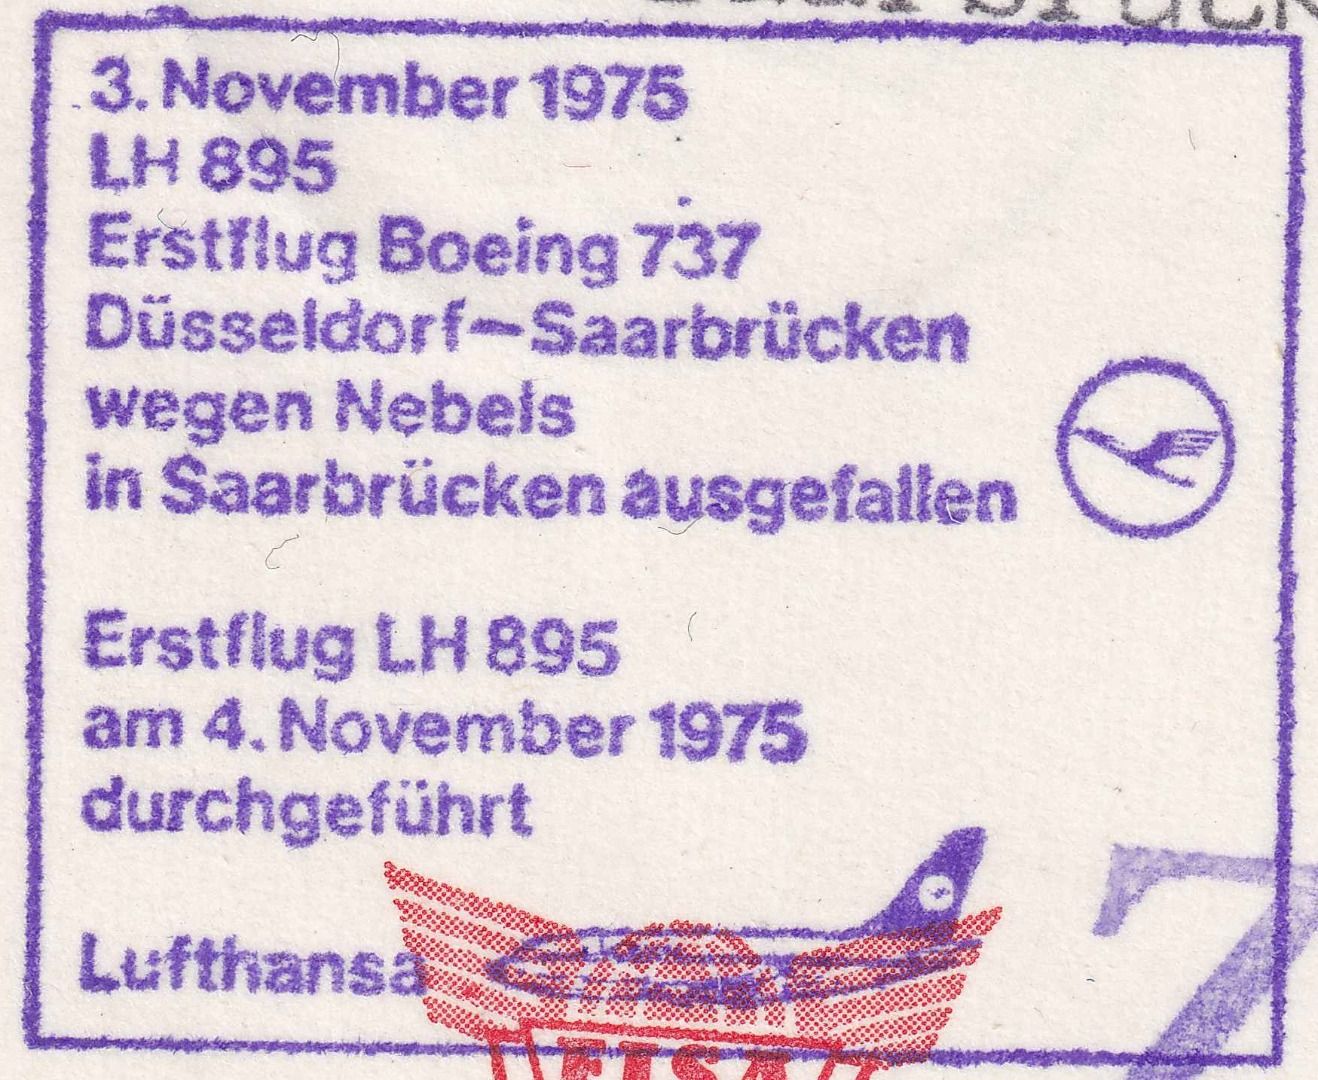 3. November 1975
LH 895
Erstflug Boeing 737
Düsseldorf–Saarbrücken
wegen Nebels
in Saarbrücken ausgefallen
Erstflug LH 895
am 4. November 1975
durchgeführt
Lufthansa
7